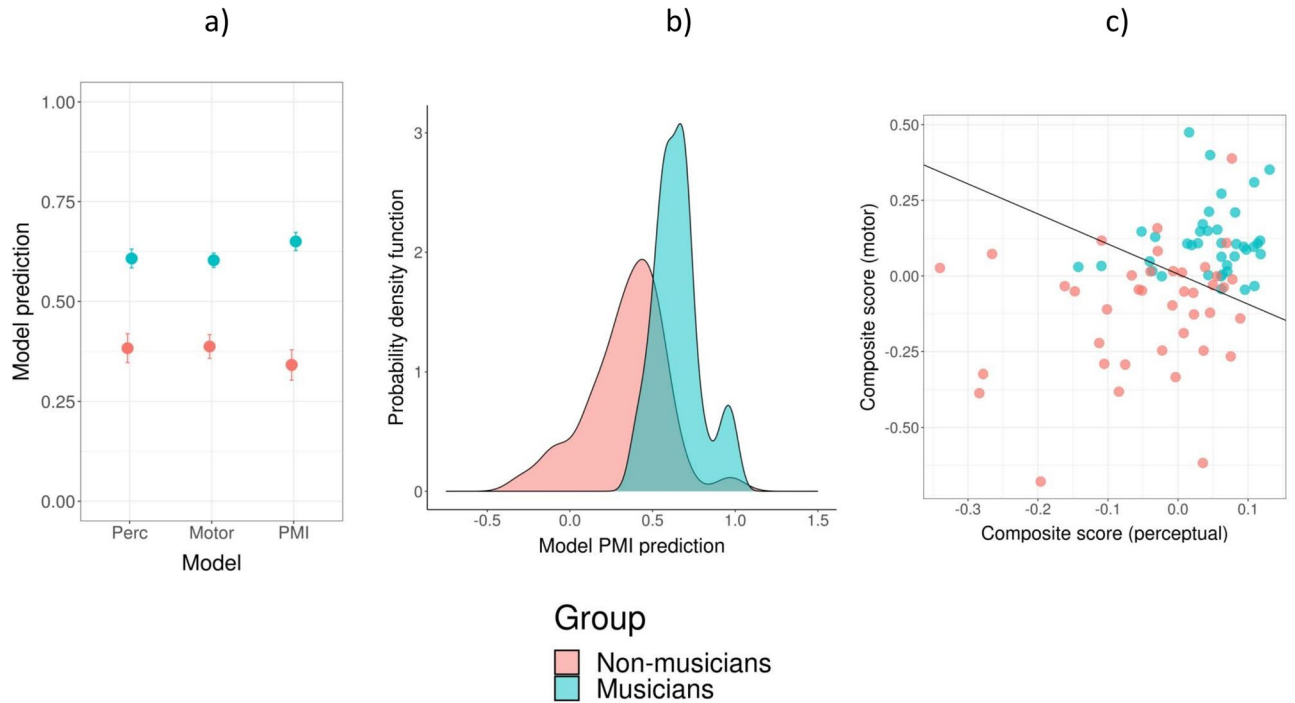 a)
b)
c)
1.00
0.75
0.50
0.25
0.00
Model prediction
Perc Motor PMI
Model
3
2
1
0
Probability density function
-0.5 0.0 0.5 1.0 1.5
Model PMI prediction
0.50
0.25
0.00
-0.25
-0.50
Composite score (motor)
-0.3 -0.2 -0.1 0.0 0.1
Composite score (perceptual)
Group
Non-musicians
Musicians